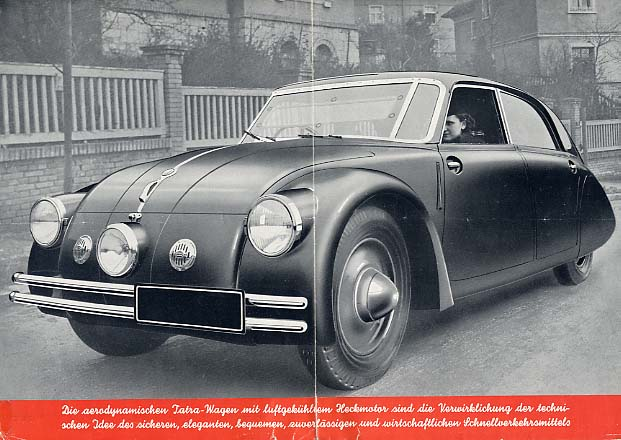 Die aerodynamischen Tatra-Wagen mit luftgekühltem Heckmotor sind die Verwirklichung der techni-
schen Idee des sicheren, eleganten, bequemen, zuverlässigen und wirtschaftlichen Schnellverkehrsmittels